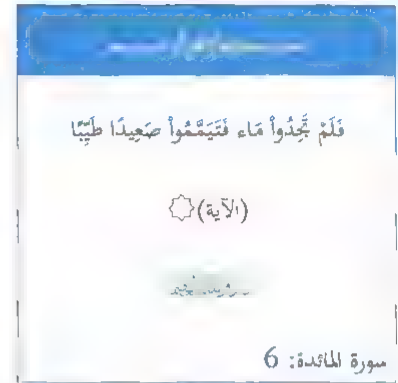 فَلَمْ تَجِدُواْ مَاء فَتَيَمَّمُواْ صَعِيدًا طَيِّبًا
(الآية)۞
سورة المائدة: 6